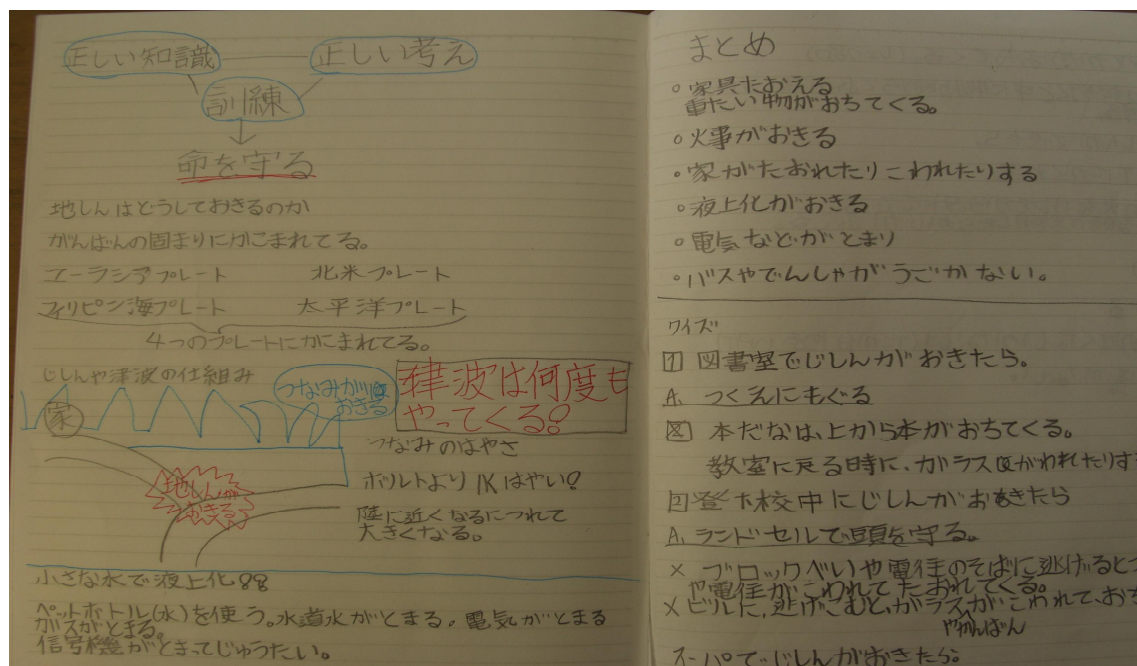 正しい知識 正しい考え
訓練
命を守る
地しんはどうしておきるのか
がんばんの固まりにかこまれてる。
ユーラシアプレート 北米プレート
フィリピン海プレート 太平洋プレート
4つのプレートにかこまれてる。
じしんや津波の仕組み
つなみが
おきる
家
地しんが
おきる
津波は何度も
やってくる!
つなみのはやさ
ボルトより1Kはやい?
陸に近くなるにつれて
大きくなる。
小さな水で液上化
ペットボトル(水)を使う。水道水がとまる。電気がとまる
ガスがとまる。
信号機がとまってじゅうたい。
まとめ
○家具たおえる
重たい物がおちてくる。
○火事がおきる
○家がたおれたりこわれたりする
○液上化がおきる
○電気などがとまり
○バスやでんしゃがうごかない。
クイズ
1 図書室でじしんがおきたら。
A. つくえにもぐる
本だなは、上から本がおちてくる。
教室に戻る時に、ガラスがわれたりす
2 登下校中にじしんがおきたら
A. ランドセルで頭を守る。
× ブロックべいや電柱のそばに逃げると
や電柱がこわれてたおれてくる。
×ビルに、逃げこむと、ガラスがこわれて、おち
やかんばん
スーパーで、じしんがおきたら。